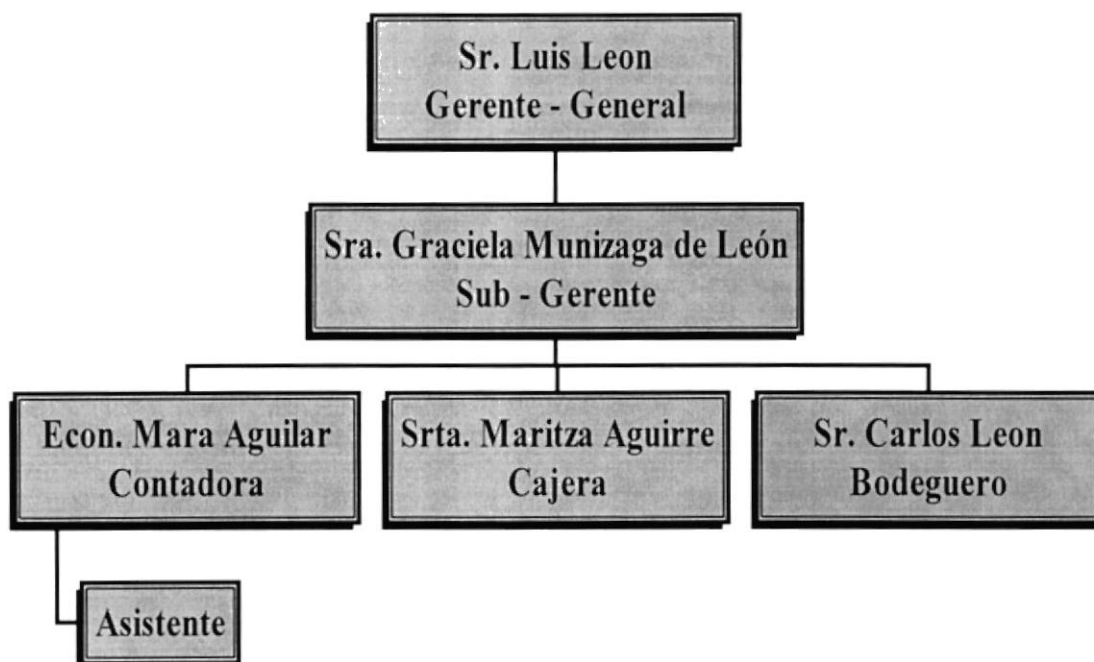 Sr. Luis Leon
Gerente - General
Sra. Graciela Munizaga de León
Sub - Gerente
Econ. Mara Aguilar
Contadora
Srta. Maritza Aguirre
Cajera
Sr. Carlos Leon
Bodeguero
Asistente